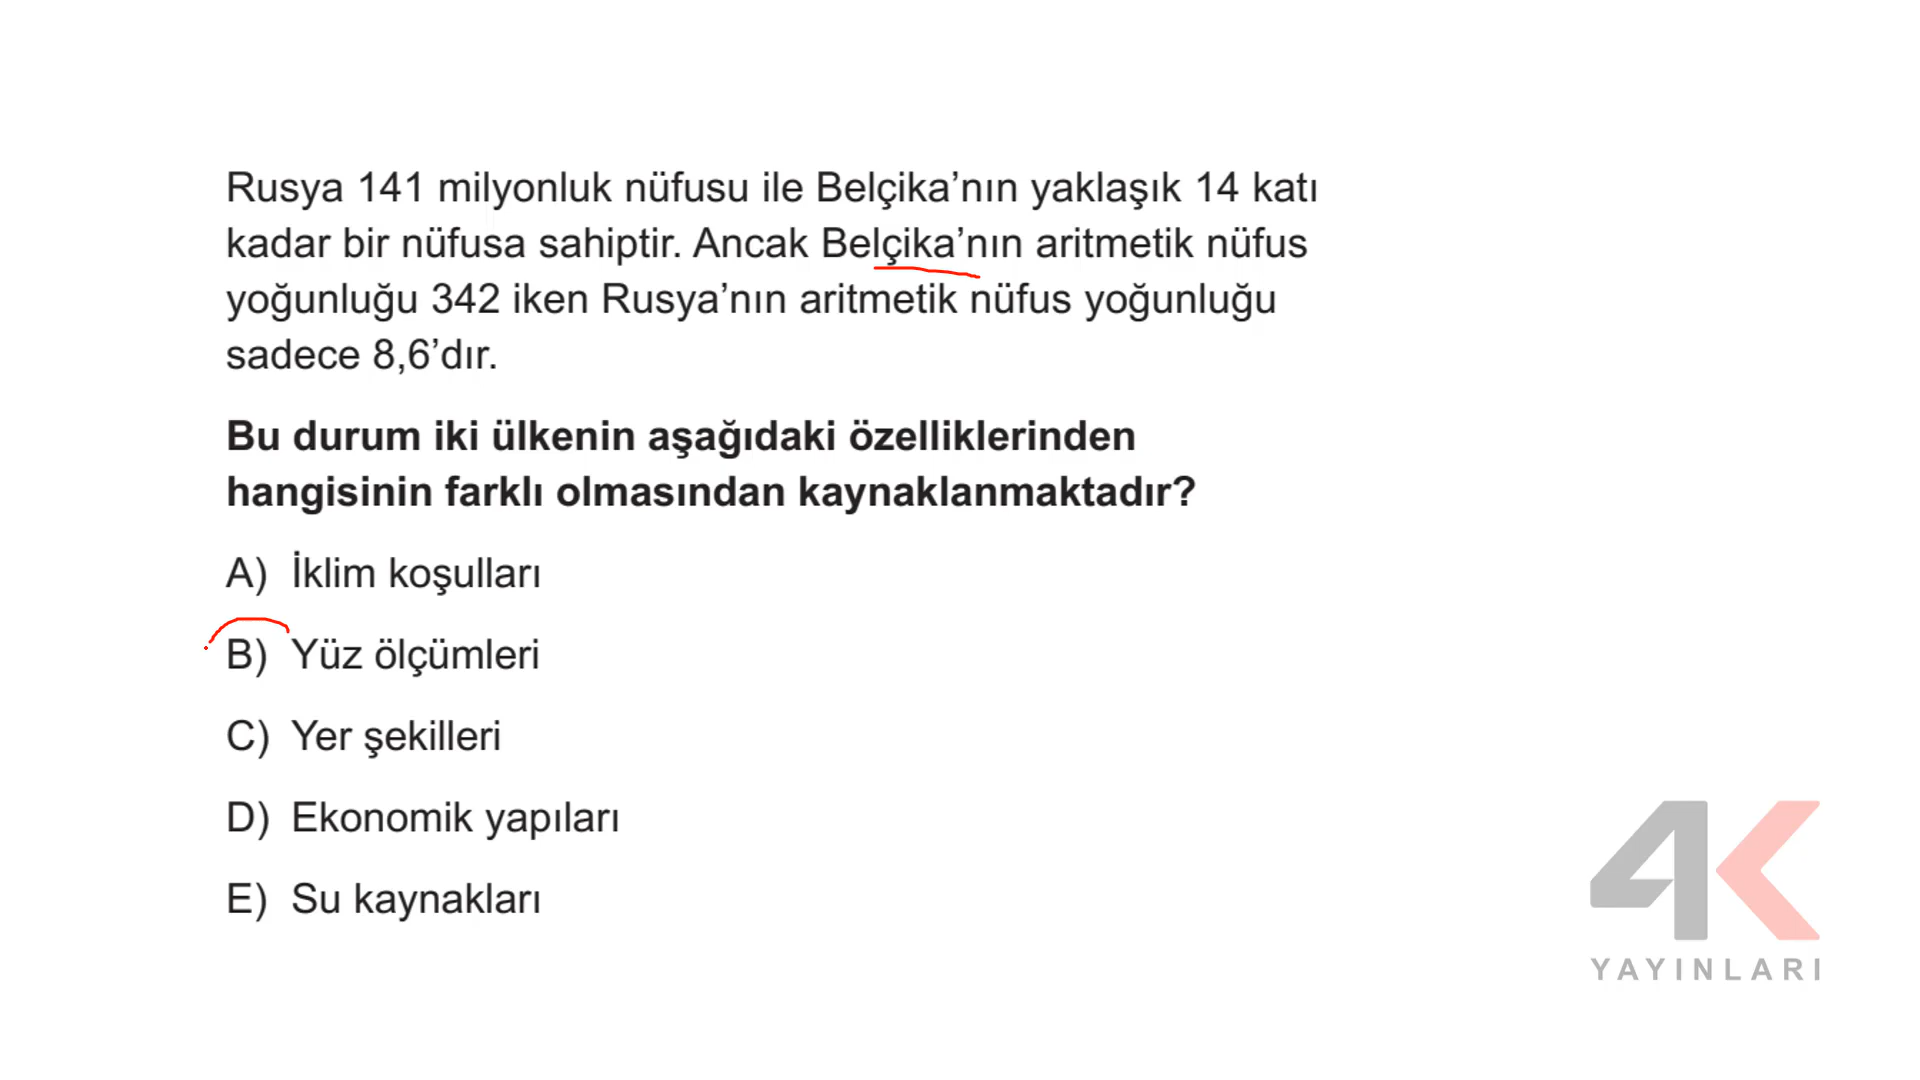 Rusya 141 milyonluk nüfusu ile Belçika’nın yaklaşık 14 katı
kadar bir nüfusa sahiptir. Ancak Belçika’nın aritmetik nüfus
yoğunluğu 342 iken Rusya’nın aritmetik nüfus yoğunluğu
sadece 8,6’dır.
Bu durum iki ülkenin aşağıdaki özelliklerinden
hangisinin farklı olmasından kaynaklanmaktadır?
A) İklim koşulları
B) Yüz ölçümleri
C) Yer şekilleri
D) Ekonomik yapıları
E) Su kaynakları
4K
YAYINLARI